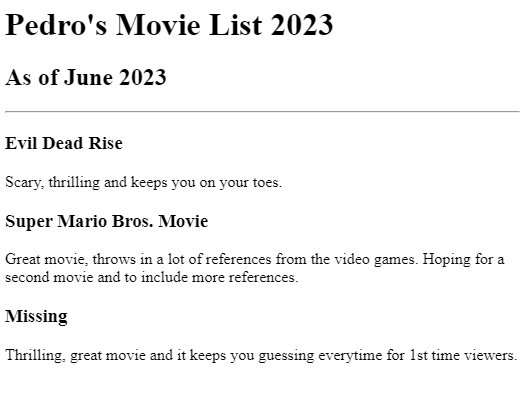 Pedro's Movie List 2023
As of June 2023
Evil Dead Rise
Scary, thrilling and keeps you on your toes.
Super Mario Bros. Movie
Great movie, throws in a lot of references from the video games. Hoping for a
second movie and to include more references.
Missing
Thrilling, great movie and it keeps you guessing everytime for 1st time viewers.